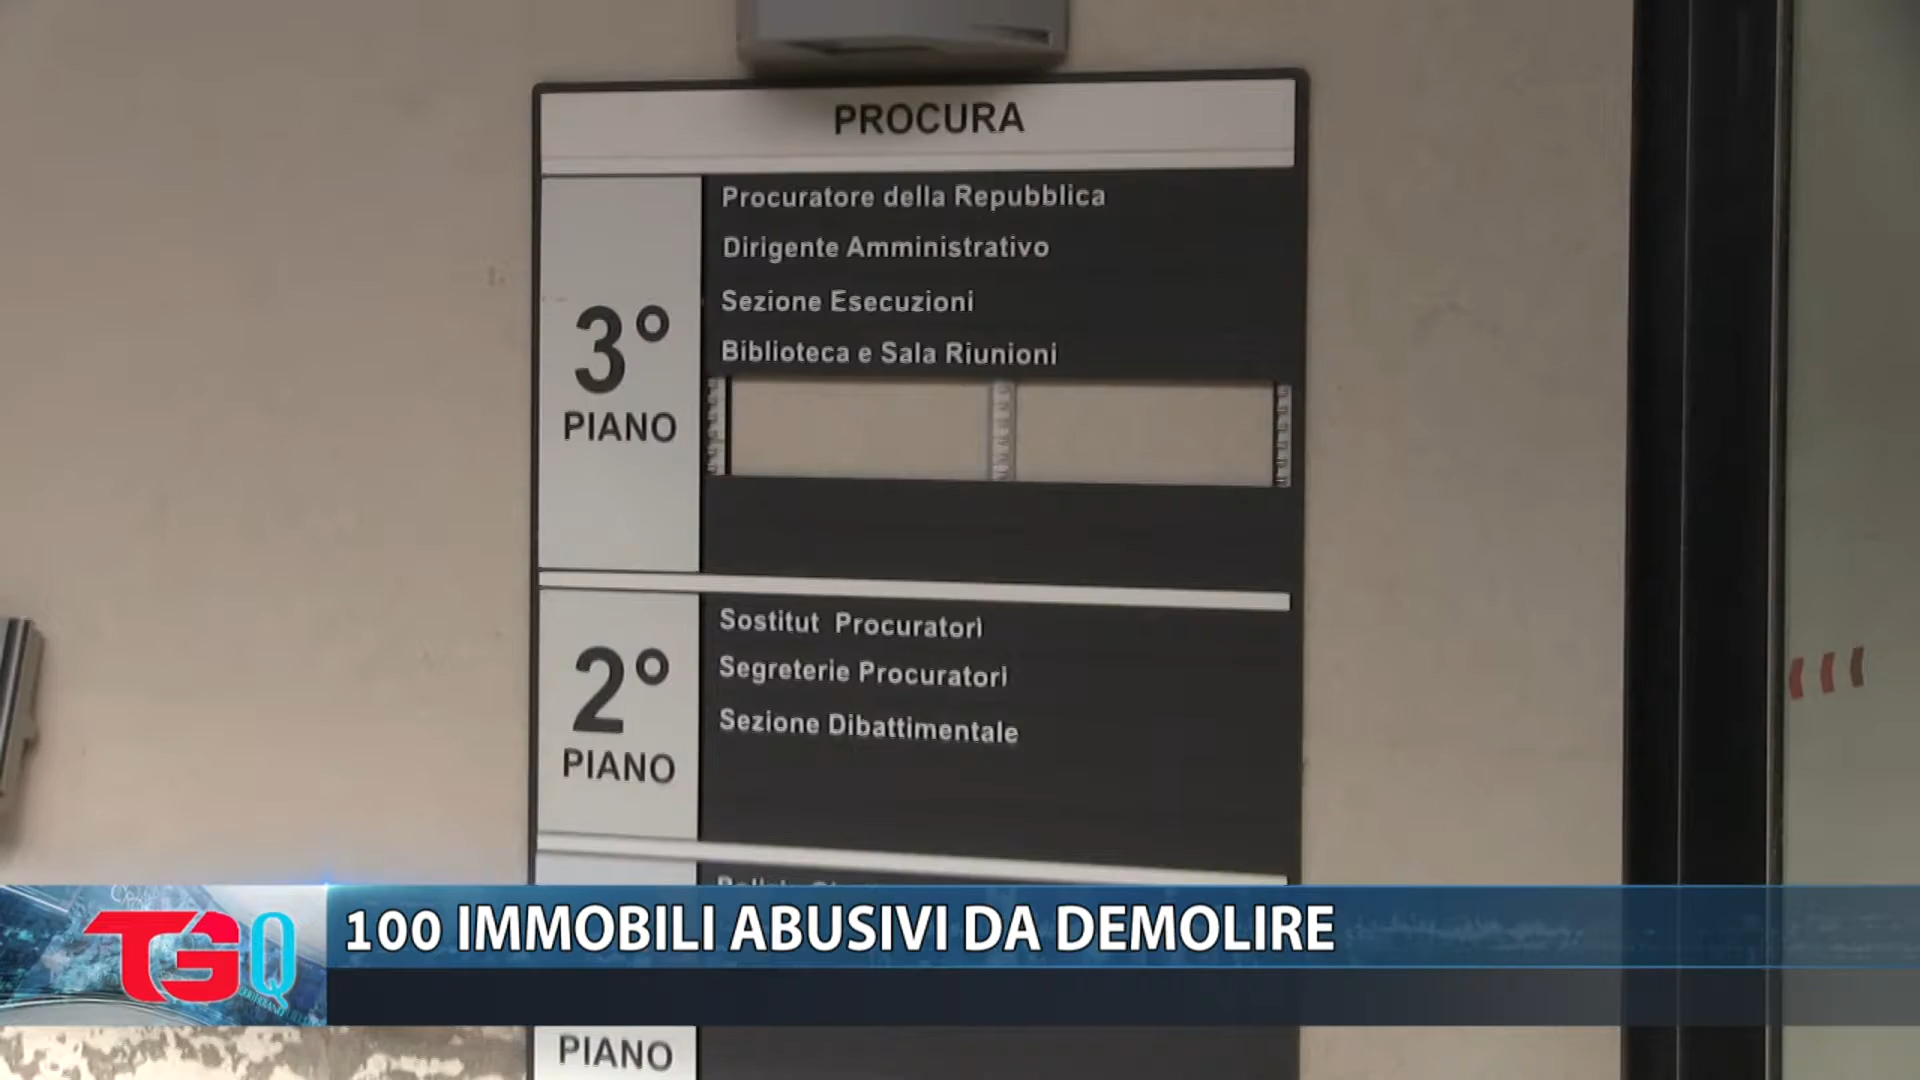 PROCURA
Procuratore della Repubblica
Dirigente Amministrativo
Sezione Esecuzioni
Biblioteca e Sala Riunioni
3°
PIANO
Sostitut Procuratori
Segreterie Procuratori
Sezione Dibattimentale
2°
PIANO
TGQ
100 IMMOBILI ABUSIVI DA DEMOLIRE
PIANO